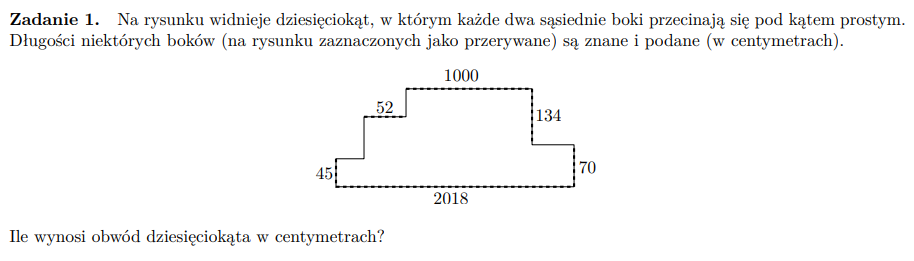 Zadanie 1. Na rysunku widnieje dziesięciokąt, w którym każde dwa sąsiednie boki przecinają się pod kątem prostym.
Długości niektórych boków (na rysunku zaznaczonych jako przerywane) są znane i podane (w centymetrach).
1000
52
134
45
70
2018
Ile wynosi obwód dziesięciokąta w centymetrach?